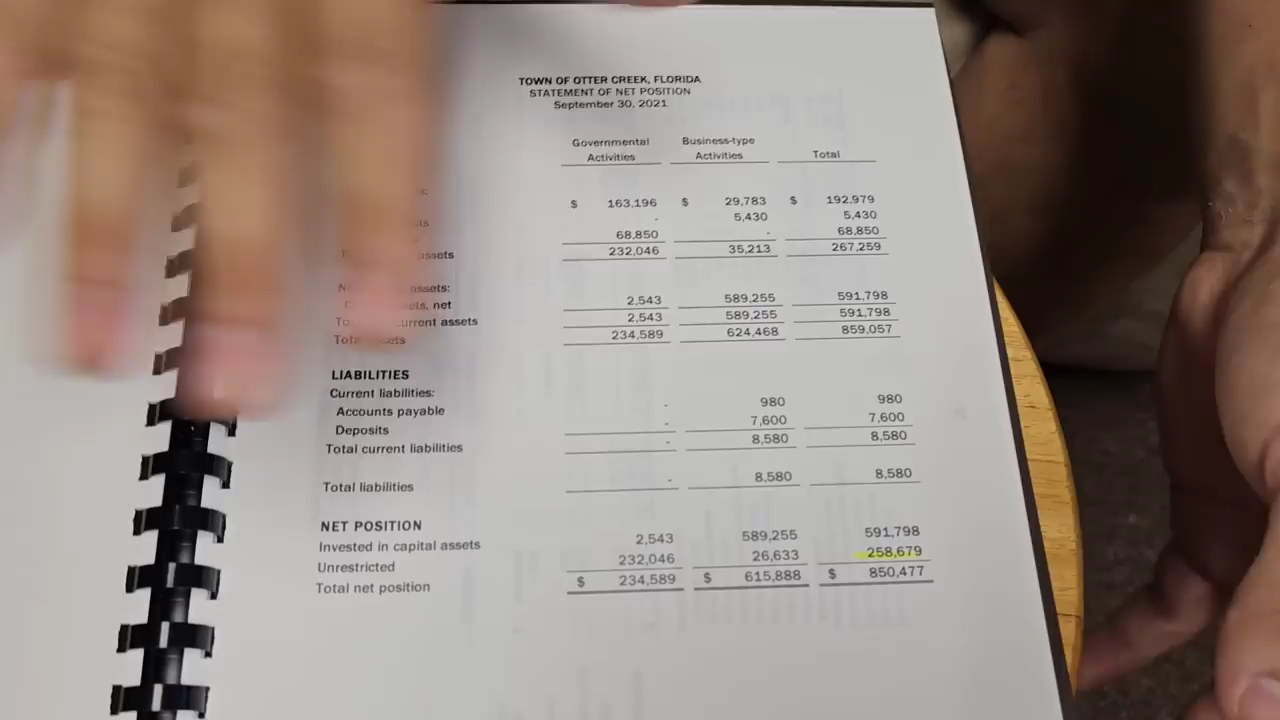 TOWN OF OTTER CREEK, FLORIDA
STATEMENT OF NET POSITION
September 30, 2021
Governmental Activities Business-type Activities Total
$ 163,196 $ 29,783 $ 192,979
- 5,430 5,430
68,850 - 68,850
assets 232,046 35,213 267,259
assets:
net 2,543 589,255 591,798
current assets 2,543 589,255 591,798
234,589 624,468 859,057
LIABILITIES
Current liabilities:
Accounts payable - 980 980
Deposits - 7,600 7,600
Total current liabilities - 8,580 8,580
Total liabilities - 8,580 8,580
NET POSITION
Invested in capital assets 2,543 589,255 591,798
Unrestricted 232,046 26,633 258,679
Total net position $ 234,589 $ 615,888 $ 850,477